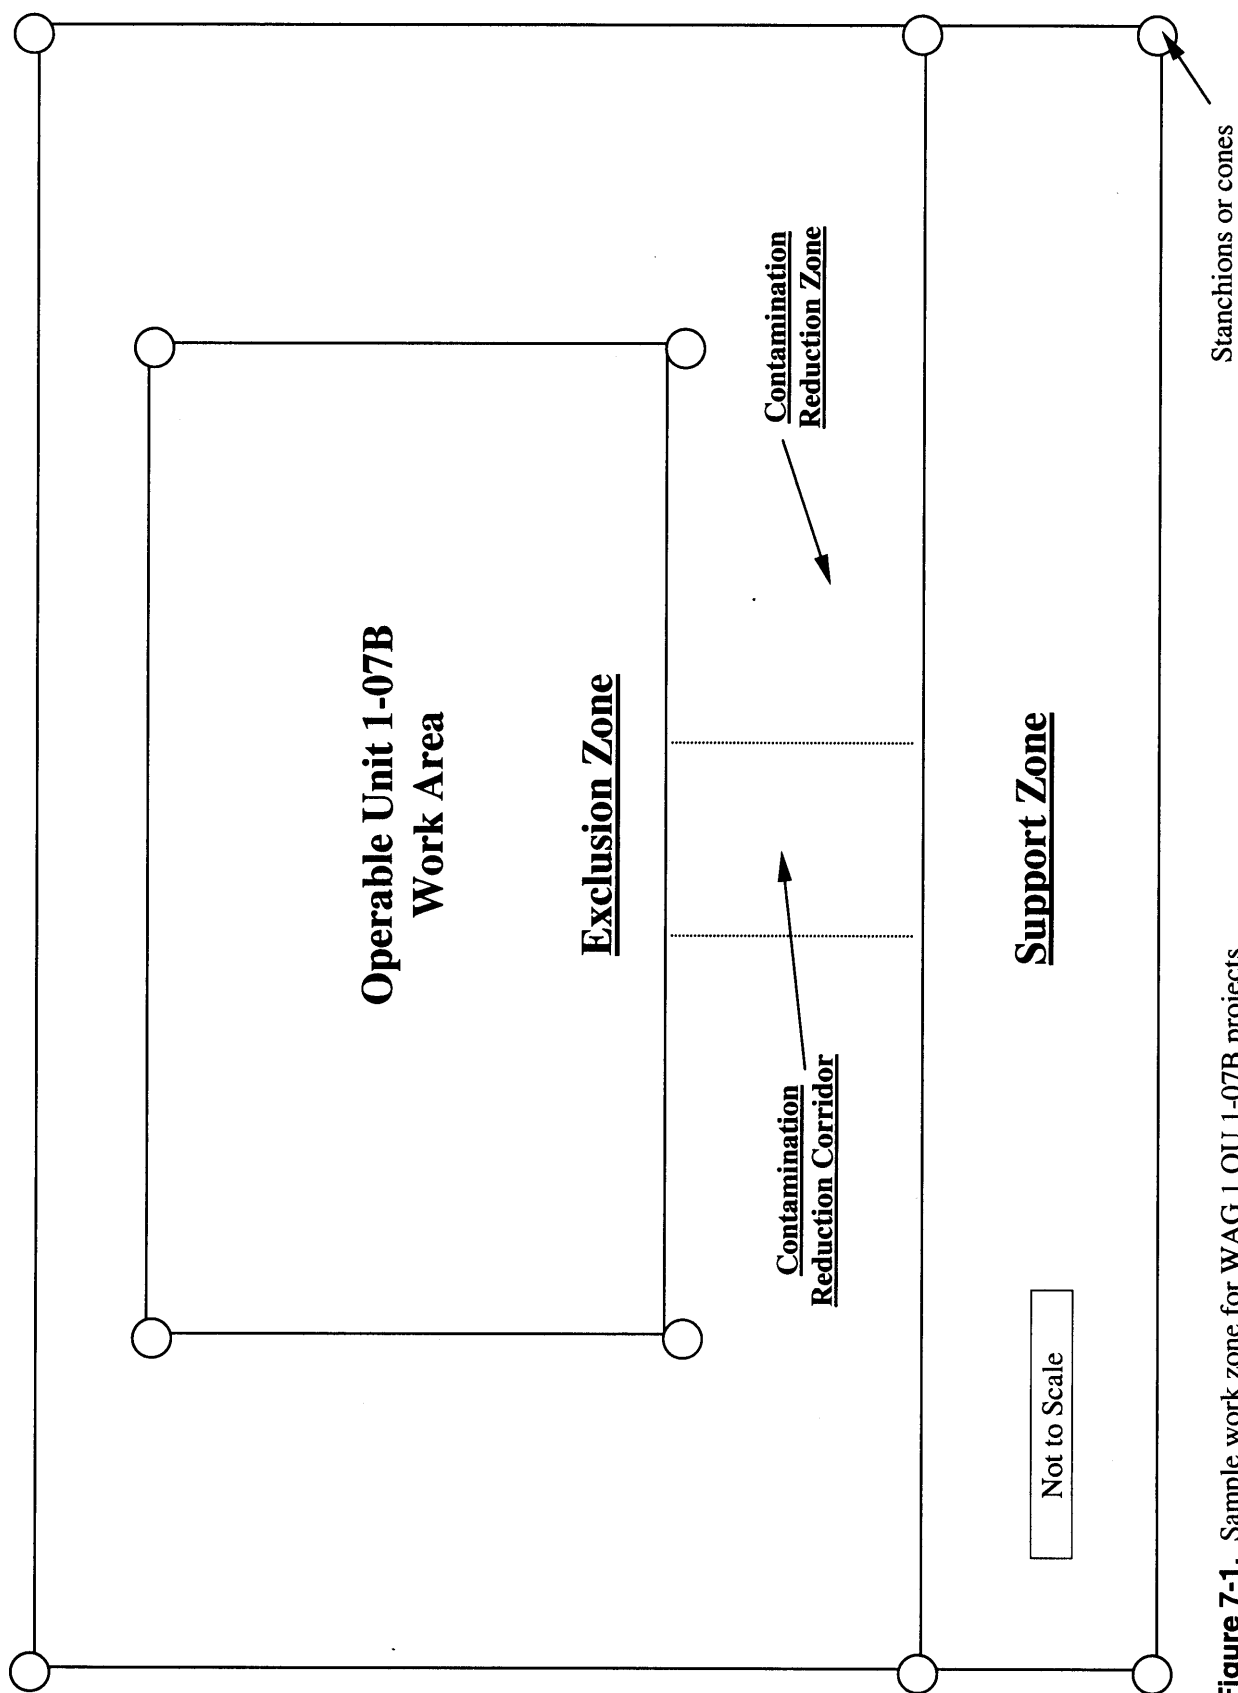 Operable Unit 1-07B
Work Area
Exclusion Zone
Contamination
Reduction Corridor
Contamination
Reduction Zone
Support Zone
Not to Scale
Stanchions or cones
Figure 7-1. Sample work zone for WAG 1 OU 1-07B projects